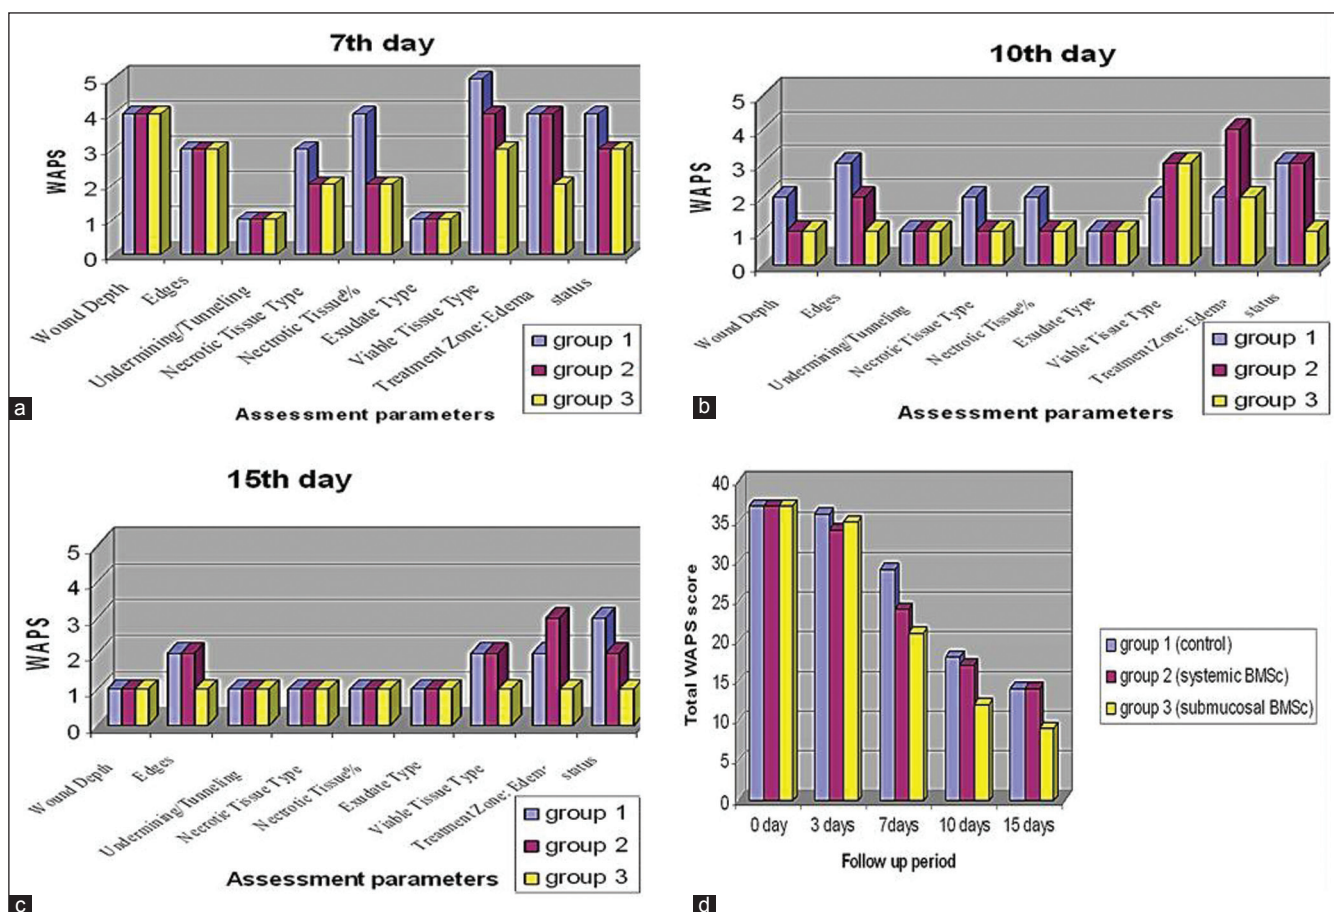 7th day
WAPS
5
4
3
2
1
0
Wound Depth
Edges
Undermining/Tunneling
Necrotic Tissue Type
Nectrotic Tissue%
Exudate Type
Viable Tissue Type
Treatment Zone: Edema
status
group 1
group 2
group 3
Assessment parameters
a
10th day
WAPS
5
4
3
2
1
0
Wound Depth
Edges
Undermining/Tunneling
Necrotic Tissue Type
Nectrotic Tissue%
Exudate Type
Viable Tissue Type
Treatment Zone: Edema
status
group 1
group 2
group 3
Assessment parameters
b
15th day
WAPS
5
4
3
2
1
0
Wound Depth
Edges
Undermining/Tunneling
Necrotic Tissue Type
Nectrotic Tissue%
Exudate Type
Viable Tissue Type
Treatment Zone: Edem
status
group 1
group 2
group 3
Assessment parameters
c
Total WAPS score
40
35
30
25
20
15
10
5
0
0 day
3 days
7days
10 days
15 days
Follow up period
group 1 (control)
group 2 (systemic BMSc)
group 3 (submucosal BMSc)
d